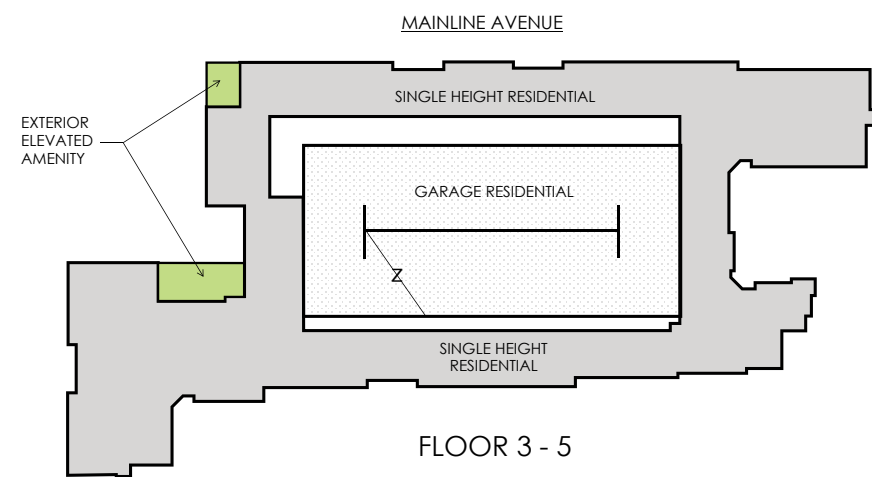 MAINLINE AVENUE
SINGLE HEIGHT RESIDENTIAL
EXTERIOR
ELEVATED
AMENITY
GARAGE RESIDENTIAL
SINGLE HEIGHT
RESIDENTIAL
FLOOR 3 - 5